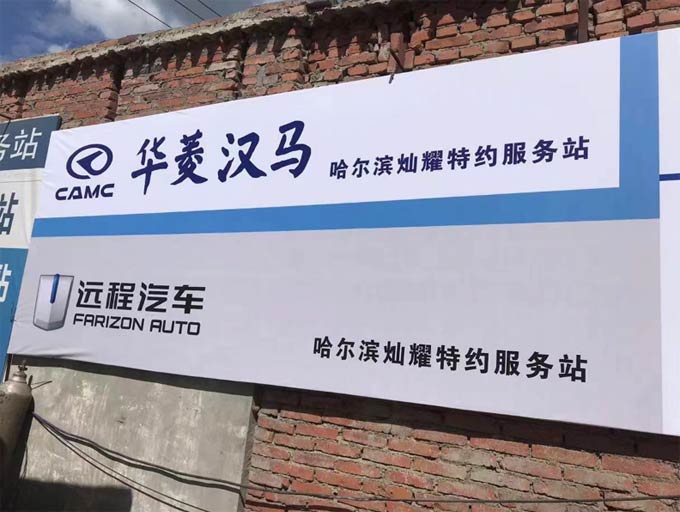 务站
站
站
CAMC
华菱汉马 哈尔滨灿耀特约服务站
远程汽车
FARIZON AUTO
哈尔滨灿耀特约服务站